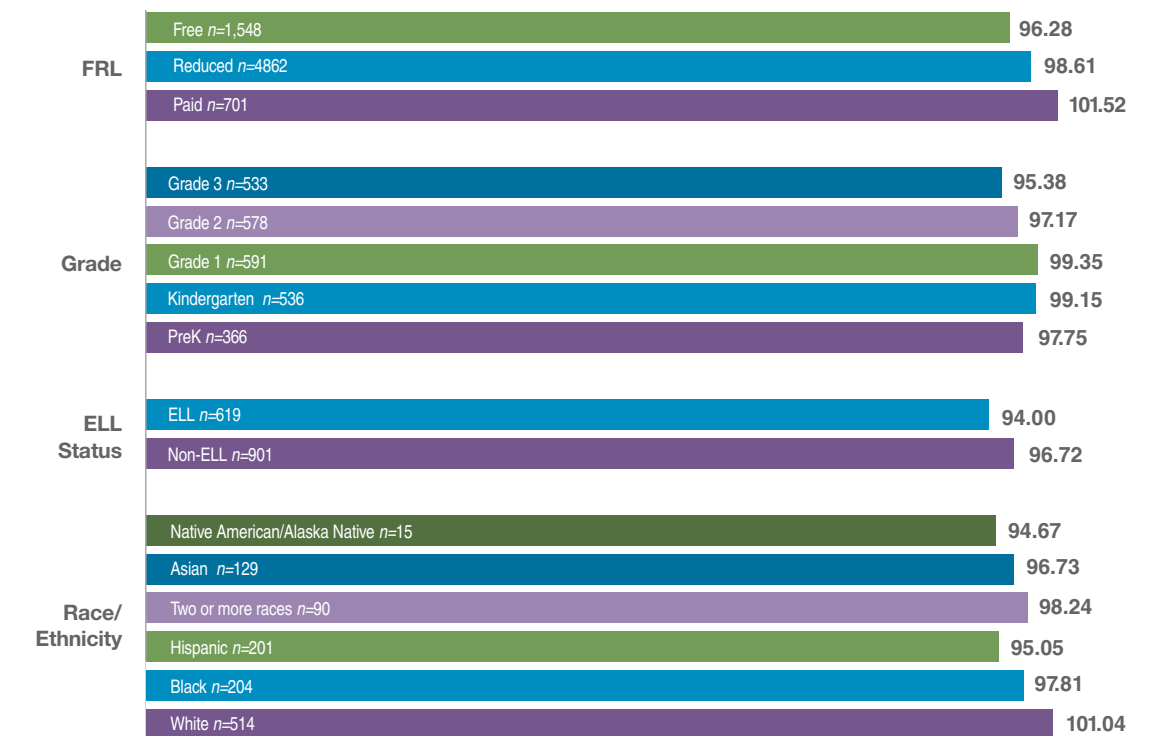 FRL
Free n=1,548 96.28
Reduced n=4862 98.61
Paid n=701 101.52
Grade
Grade 3 n=533 95.38
Grade 2 n=578 97.17
Grade 1 n=591 99.35
Kindergarten n=536 99.15
PreK n=366 97.75
ELL
Status
ELL n=619 94.00
Non-ELL n=901 96.72
Race/
Ethnicity
Native American/Alaska Native n=15 94.67
Asian n=129 96.73
Two or more races n=90 98.24
Hispanic n=201 95.05
Black n=204 97.81
White n=514 101.04